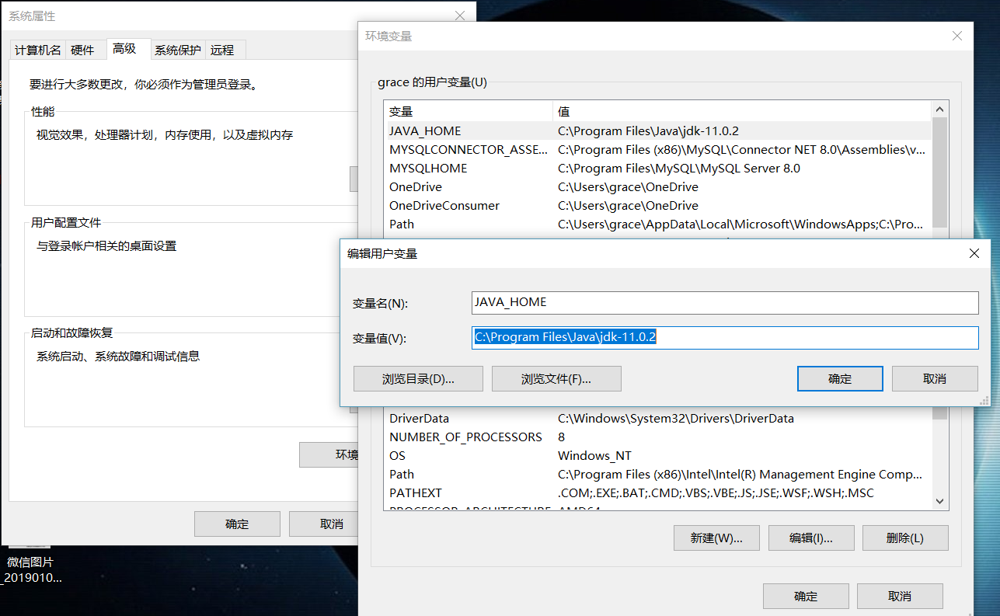 系统属性
计算机名 硬件 高级 系统保护 远程
要进行大多数更改，你必须作为管理员登录。
性能
视觉效果，处理器计划，内存使用，以及虚拟内存
用户配置文件
与登录帐户相关的桌面设置
启动和故障恢复
系统启动、系统故障和调试信息
环境
确定 取消
微信图片
_2019010...
环境变量
grace 的用户变量(U)
变量 值
JAVA_HOME C:\Program Files\Java\jdk-11.0.2
MYSQLCONNECTOR_ASSE... C:\Program Files (x86)\MySQL\Connector NET 8.0\Assemblies\v...
MYSQLHOME C:\Program Files\MySQL\MySQL Server 8.0
OneDrive C:\Users\grace\OneDrive
OneDriveConsumer C:\Users\grace\OneDrive
Path C:\Users\grace\AppData\Local\Microsoft\WindowsApps;C:\Pro...
编辑用户变量
变量名(N): JAVA_HOME
变量值(V): C:\Program Files\Java\jdk-11.0.2
浏览目录(D)... 浏览文件(F)... 确定 取消
DriverData C:\Windows\System32\Drivers\DriverData
NUMBER_OF_PROCESSORS 8
OS Windows_NT
Path C:\Program Files (x86)\Intel\Intel(R) Management Engine Comp...
PATHEXT .COM;.EXE;.BAT;.CMD;.VBS;.VBE;.JS;.JSE;.WSF;.WSH;.MSC
PROCESSOR_ARCHITECTURE AMD64
新建(W)... 编辑(I)... 删除(L)
确定 取消